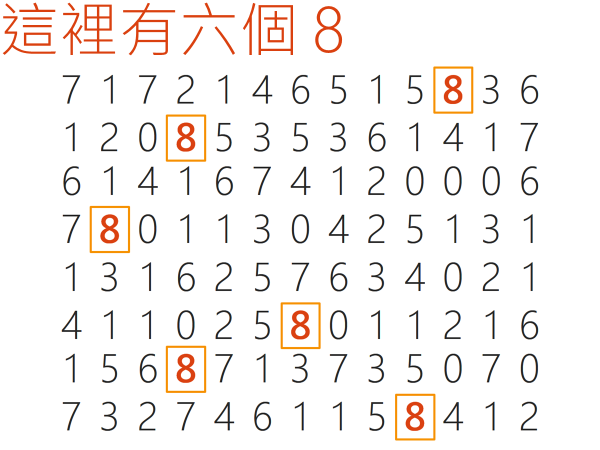 這裡有六個 8
7 1 7 2 1 4 6 5 1 5 8 3 6
1 2 0 8 5 3 5 3 6 1 4 1 7
6 1 4 1 6 7 4 1 2 0 0 0 6
7 8 0 1 1 3 0 4 2 5 1 3 1
1 3 1 6 2 5 7 6 3 4 0 2 1
4 1 1 0 2 5 8 0 1 1 2 1 6
1 5 6 8 7 1 3 7 3 5 0 7 0
7 3 2 7 4 6 1 1 5 8 4 1 2